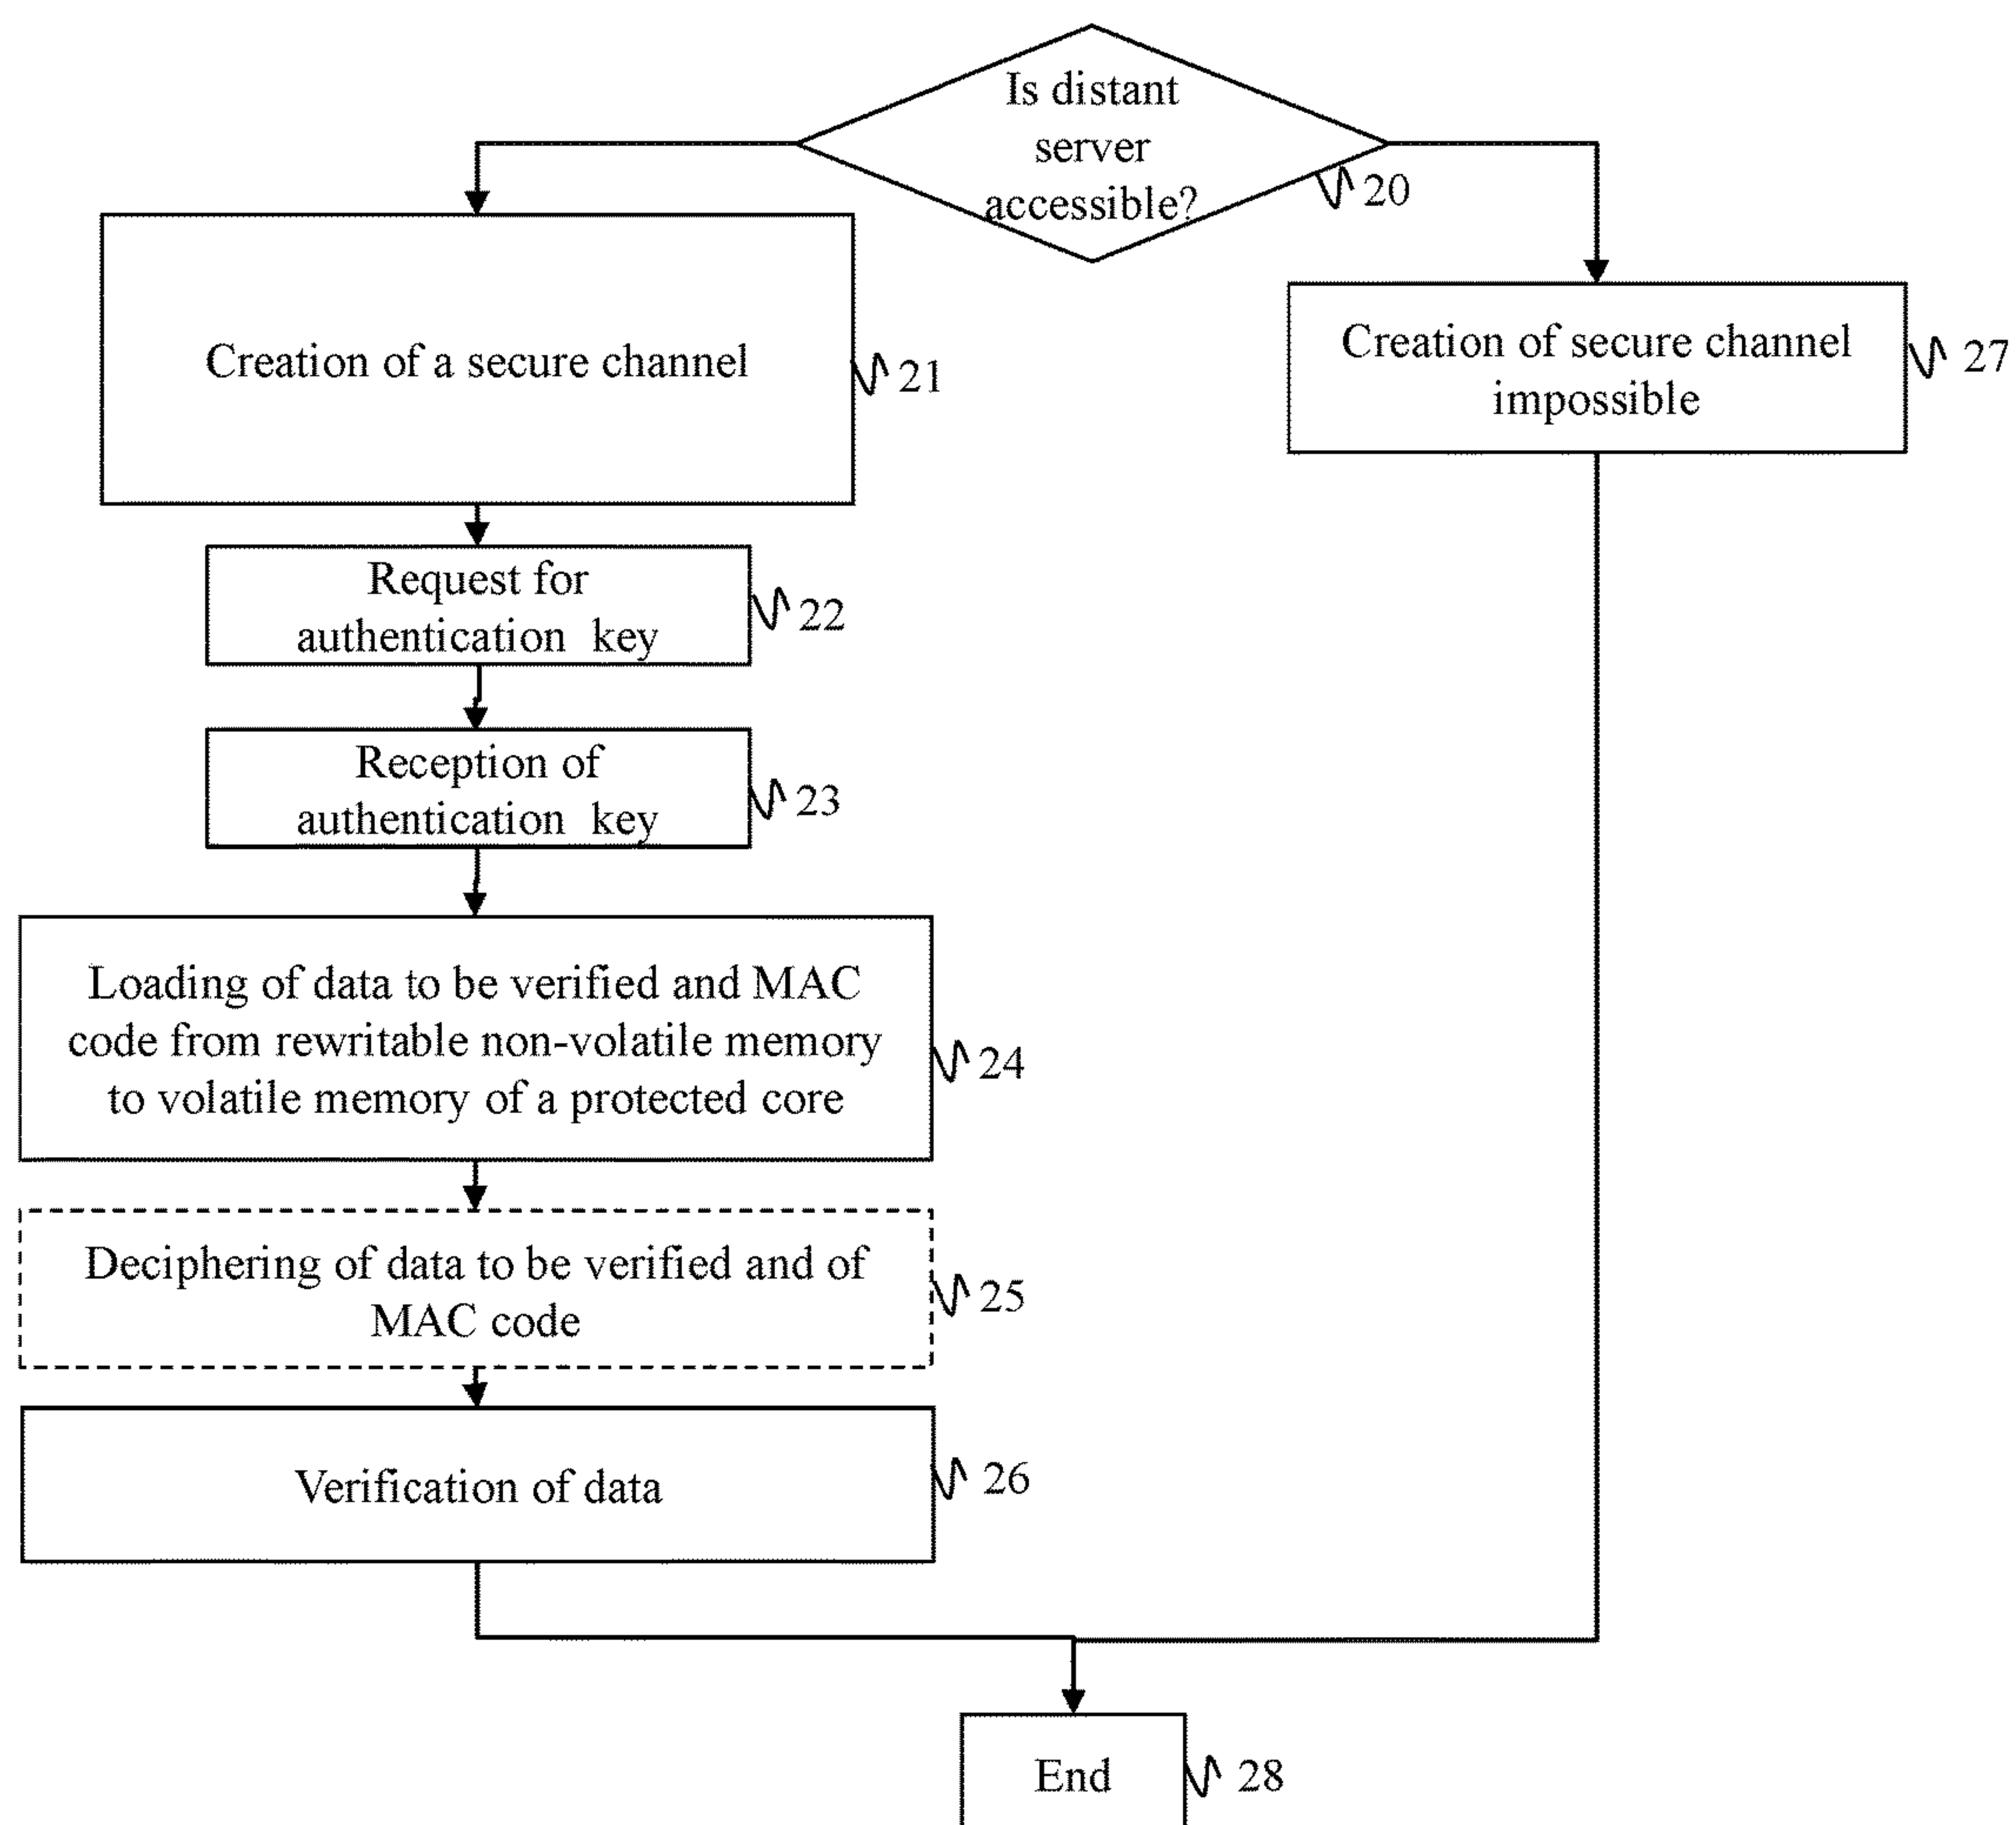 Is distant
server
accessible?
20
Creation of a secure channel
21
Creation of secure channel
impossible
27
Request for
authentication key
22
Reception of
authentication key
23
Loading of data to be verified and MAC
code from rewritable non-volatile memory
to volatile memory of a protected core
24
Deciphering of data to be verified and of
MAC code
25
Verification of data
26
End
28